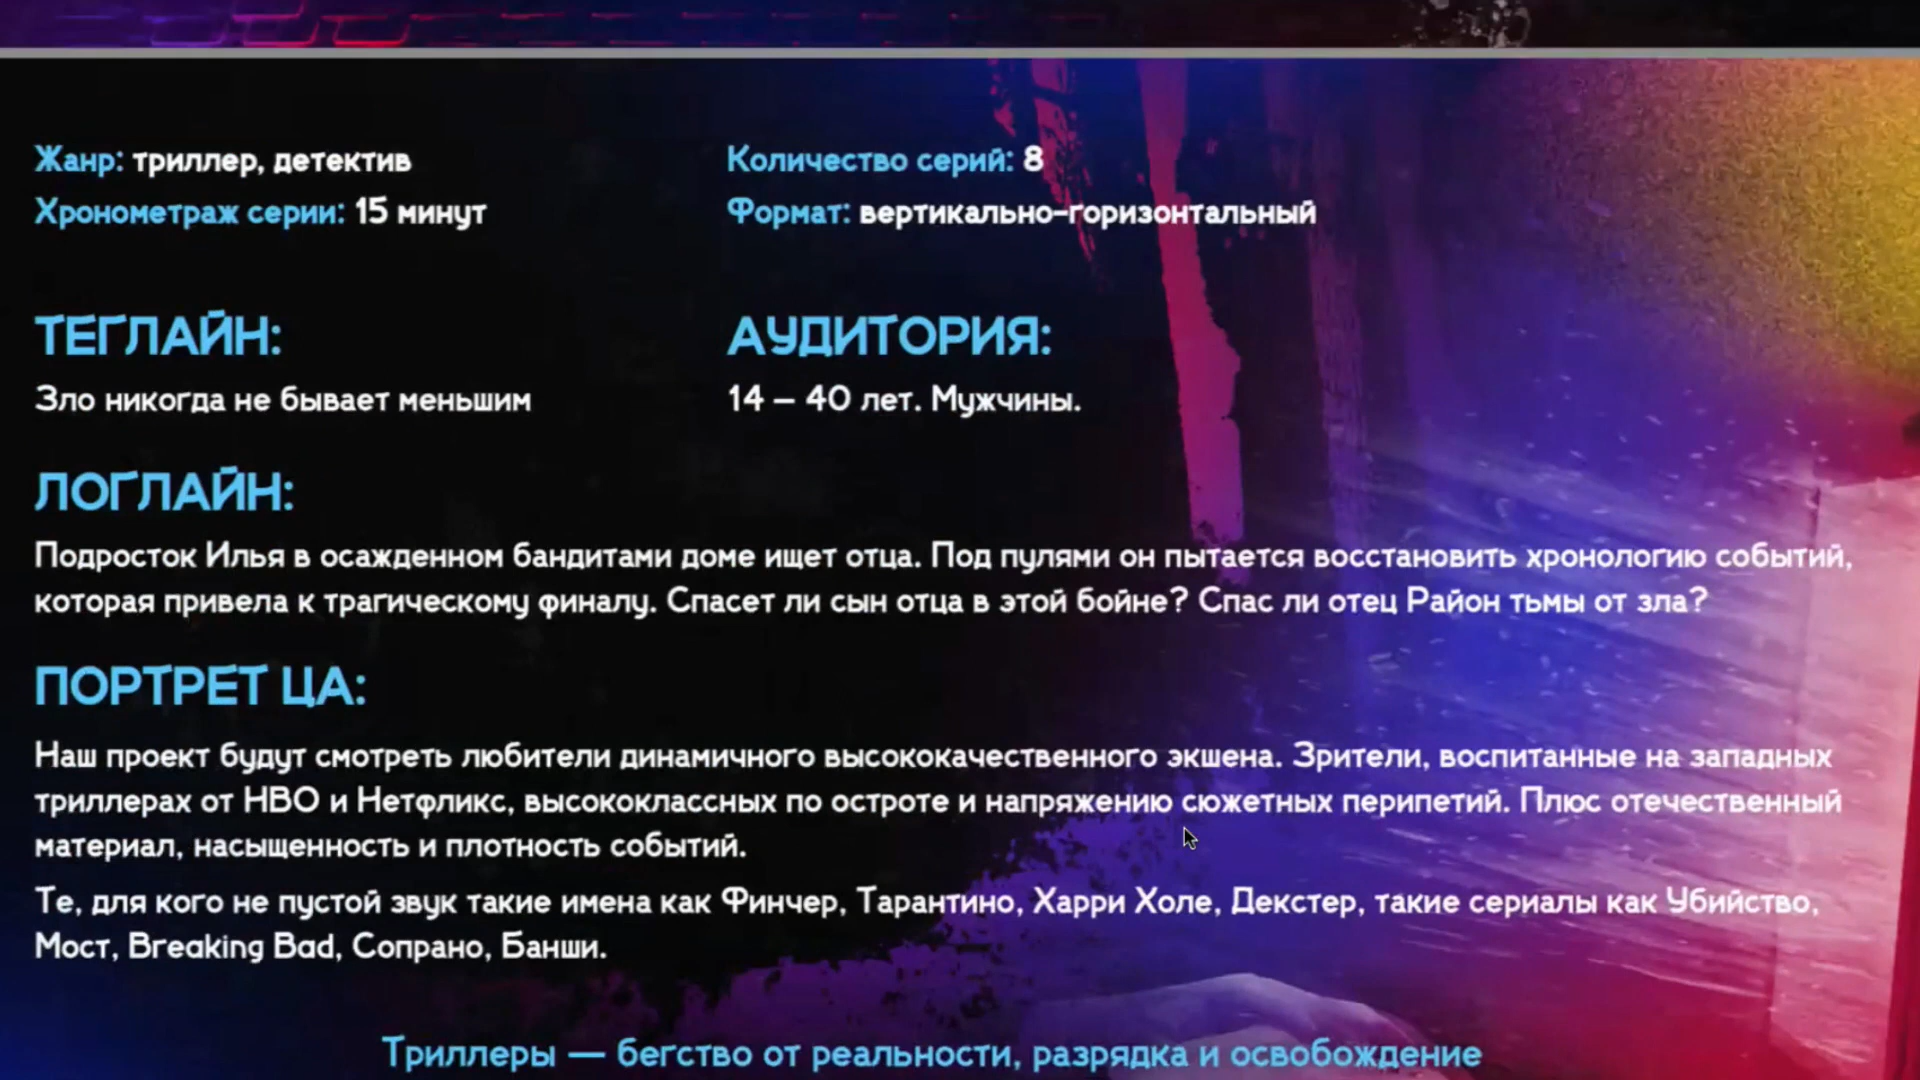 Жанр: триллер, детектив
Хронометраж серии: 15 минут
Количество серий: 8
Формат: вертикально-горизонтальный
ТЕГЛАЙН:
Зло никогда не бывает меньшим
АУДИТОРИЯ:
14 – 40 лет. Мужчины.
ЛОГЛАЙН:
Подросток Илья в осажденном бандитами доме ищет отца. Под пулями он пытается восстановить хронологию событий,
которая привела к трагическому финалу. Спасет ли сын отца в этой бойне? Спас ли отец Район тьмы от зла?
ПОРТРЕТ ЦА:
Наш проект будут смотреть любители динамичного высококачественного экшена. Зрители, воспитанные на западных
триллерах от HBO и Нетфликс, высококлассных по остроте и напряжению сюжетных перипетий. Плюс отечественный
материал, насыщенность и плотность событий.
Те, для кого не пустой звук такие имена как Финчер, Тарантино, Харри Холе, Декстер, такие сериалы как Убийство,
Мост, Breaking Bad, Сопрано, Банши.
Триллеры — бегство от реальности, разрядка и освобождение